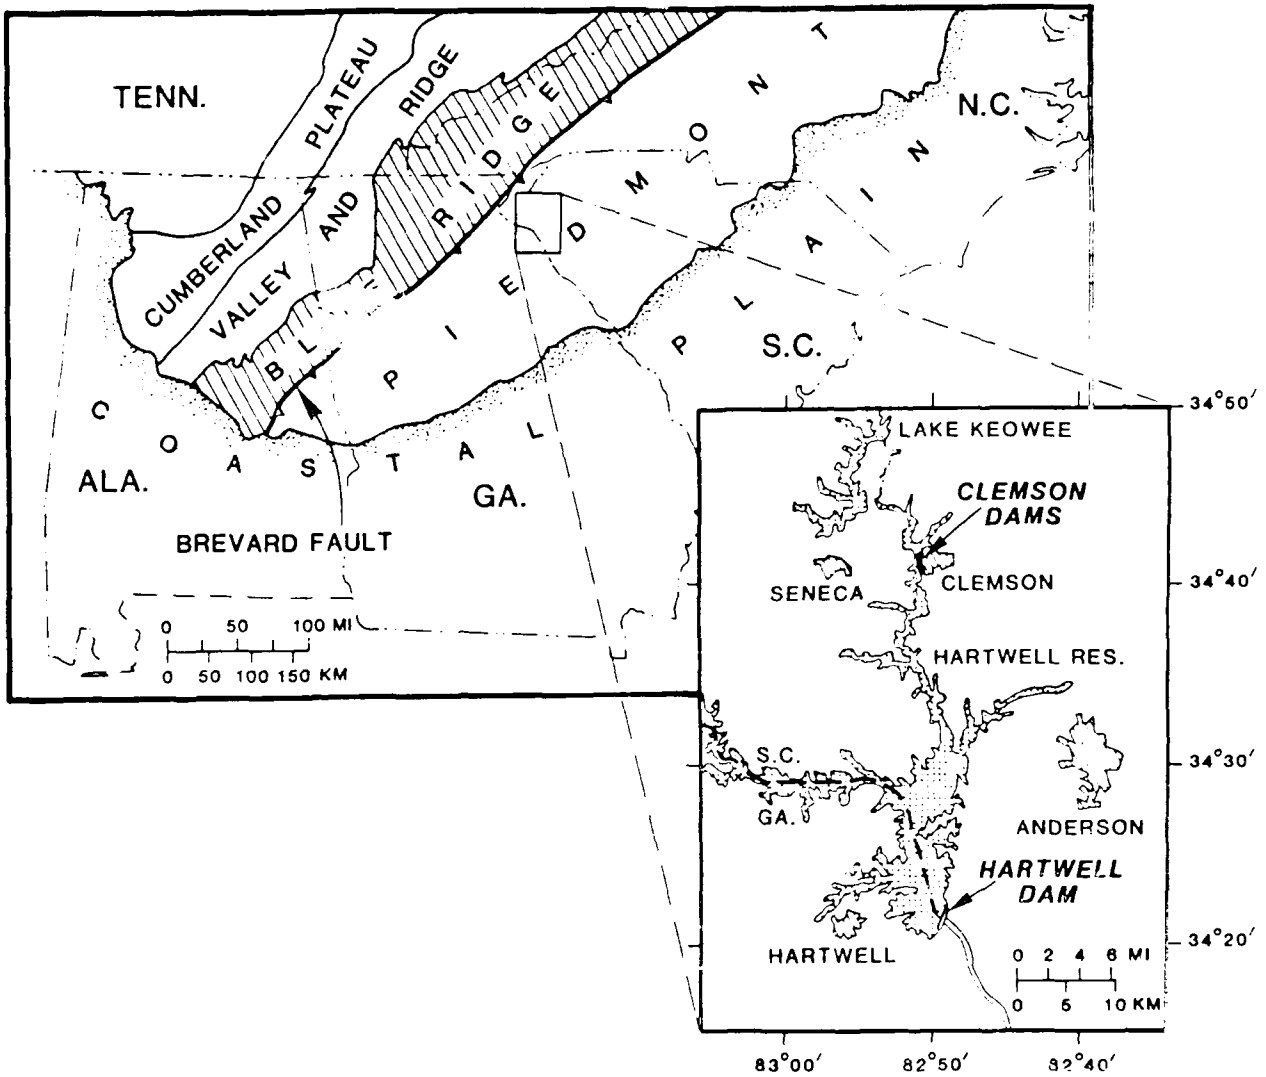 TENN.
PLATEAU
RIDGE
N.C.
CUMBERLAND
VALLEY
AND
BL RIDGE
PIEDMONT
COASTAL
PLAIN
S.C.
ALA.
GA.
BREVARD FAULT
0 50 100 MI
0 50 100 150 KM
34°50′
LAKE KEOWEE
CLEMSON
DAMS
SENECA
CLEMSON
34°40′
HARTWELL RES.
S.C.
GA.
34°30′
ANDERSON
HARTWELL
DAM
HARTWELL
34°20′
0 2 4 6 MI
0 5 10 KM
83°00′ 82°50′ 82°40′